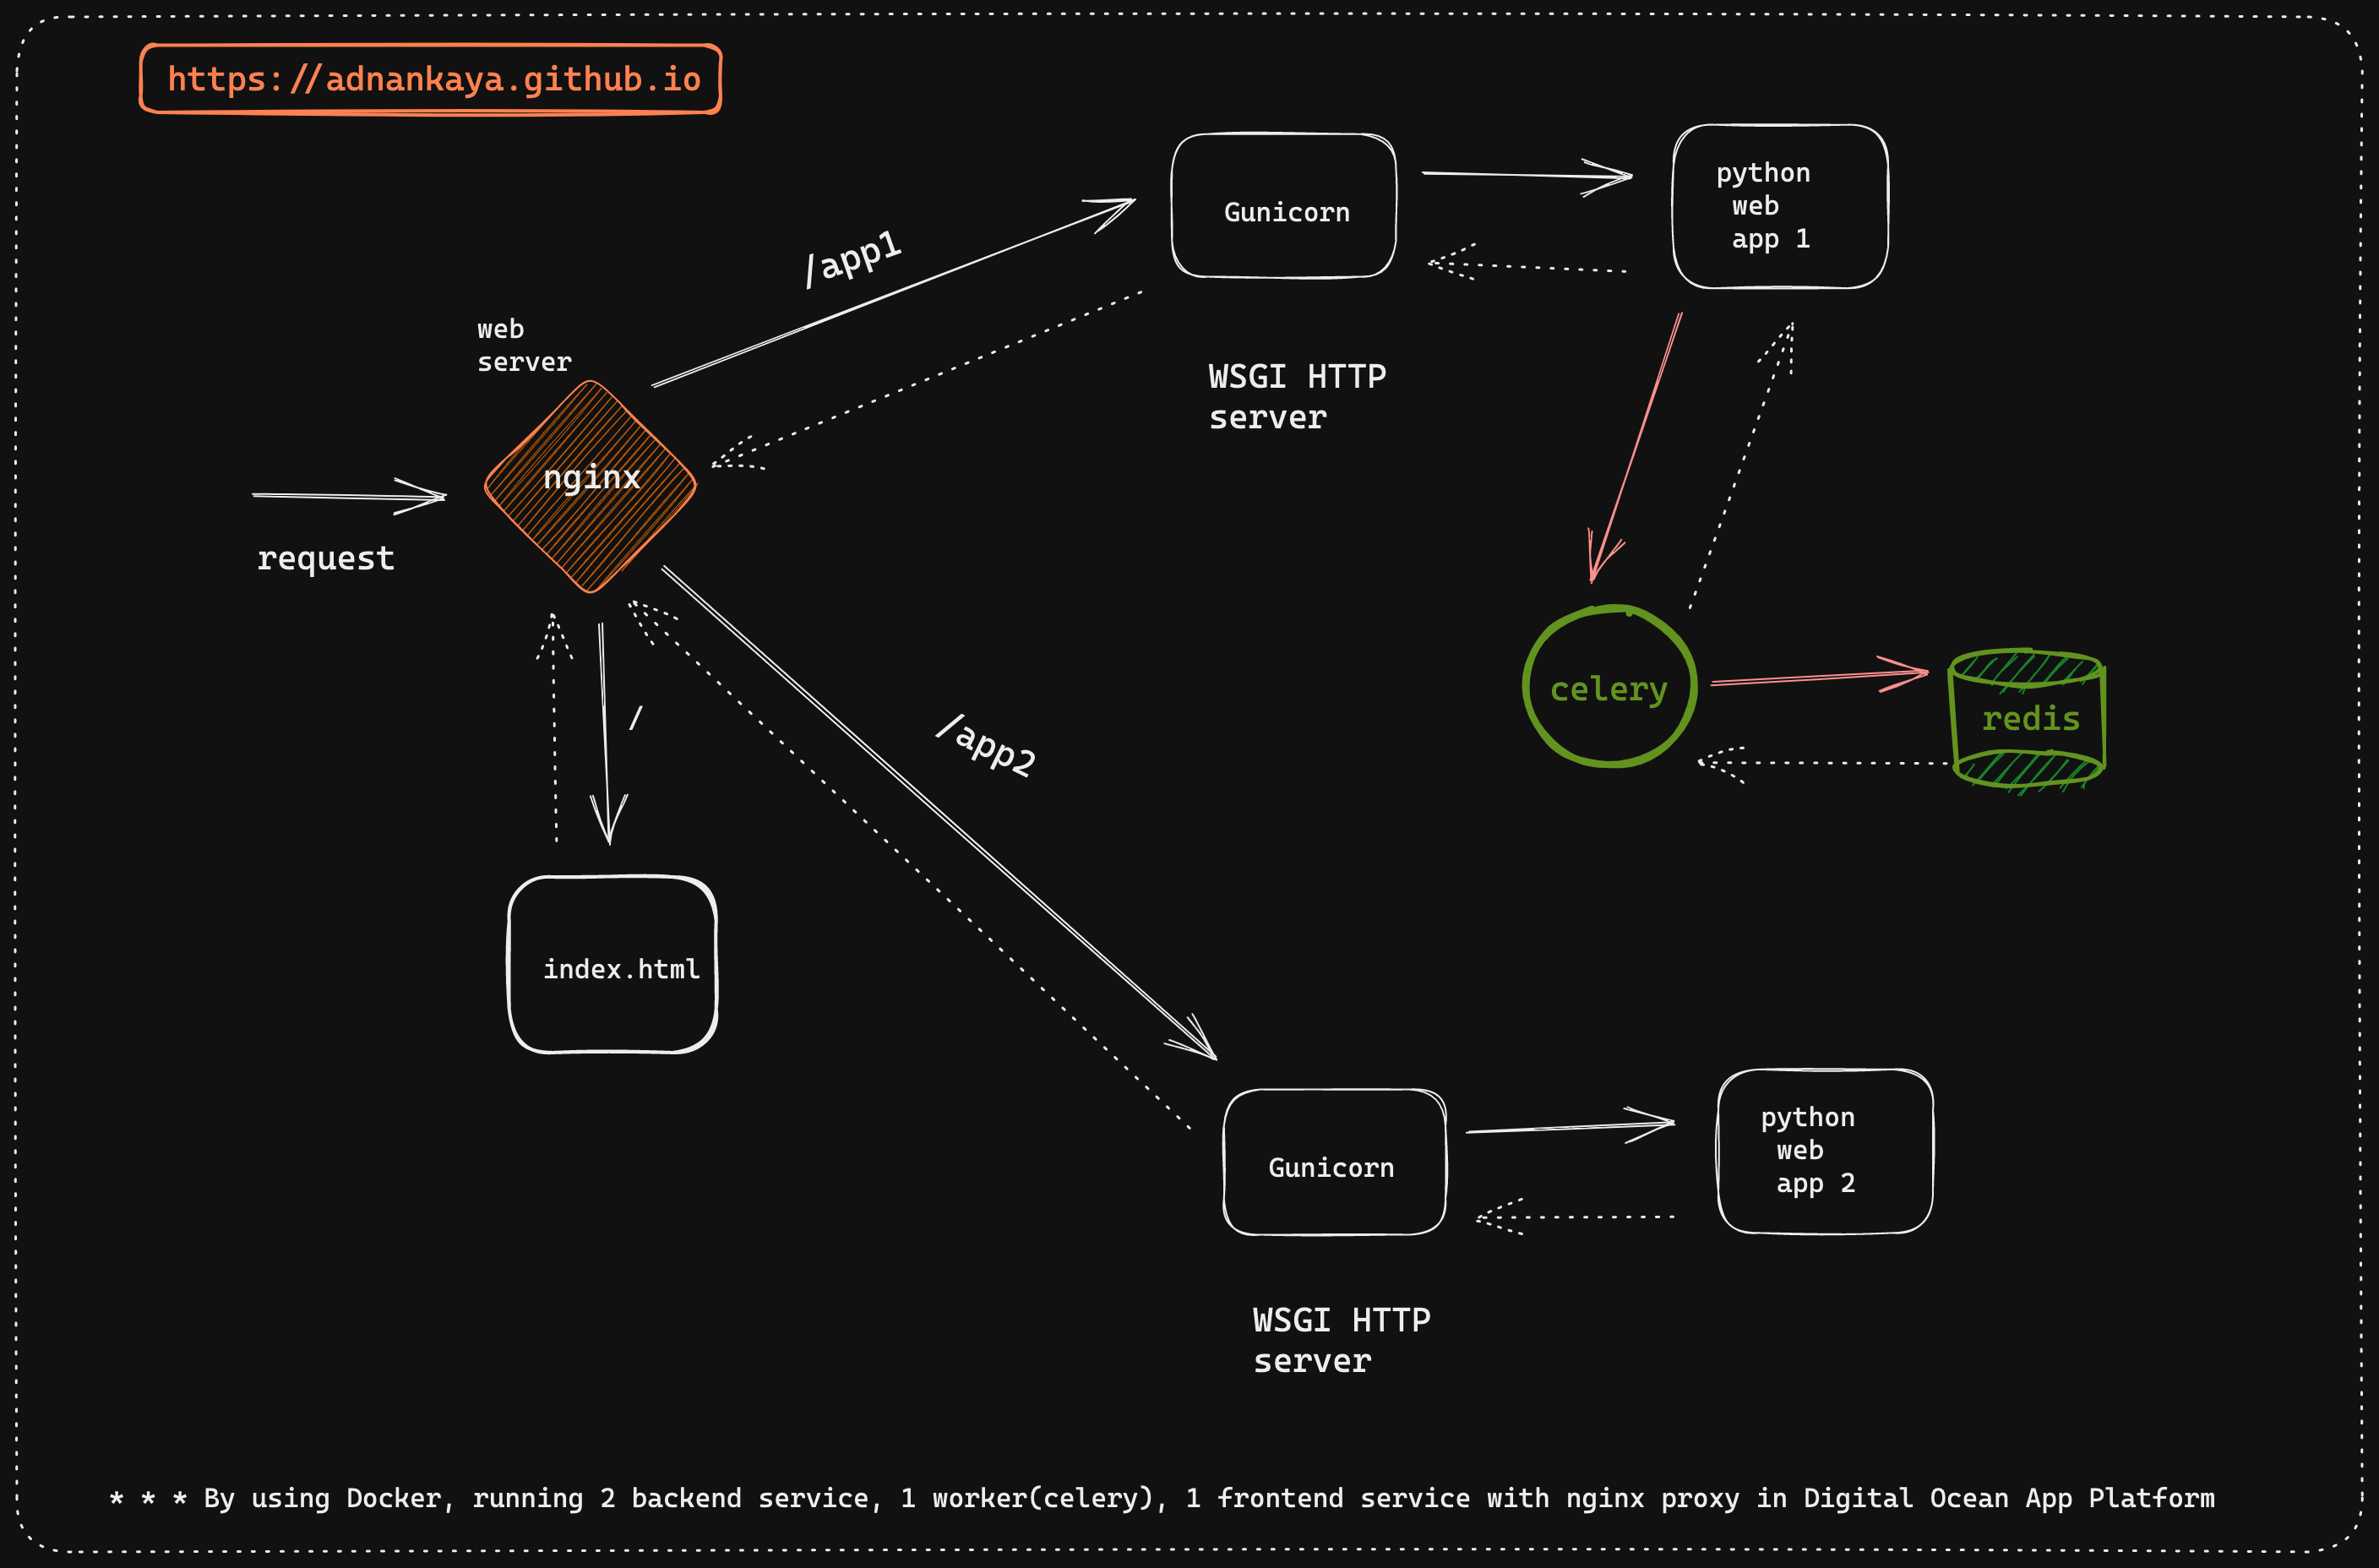 https://adnankaya.github.io
python
web
app 1
Gunicorn
/app1
web
server
WSGI HTTP
server
nginx
request
celery
redis
/
/app2
index.html
python
web
app 2
Gunicorn
WSGI HTTP
server
* * * By using Docker, running 2 backend service, 1 worker(celery), 1 frontend service with nginx proxy in Digital Ocean App Platform